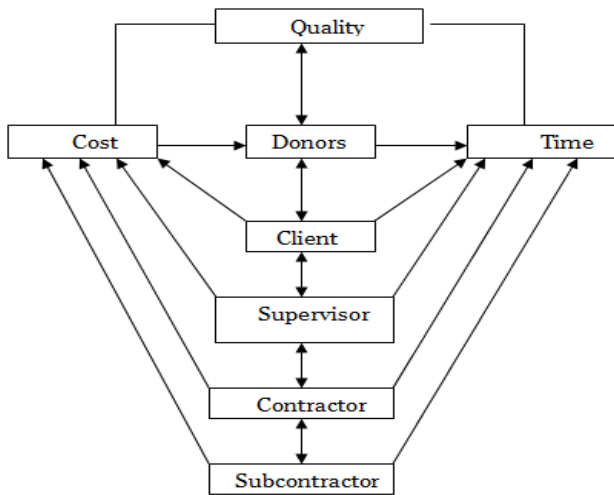 Quality
Cost
Donors
Time
Client
Supervisor
Contractor
Subcontractor